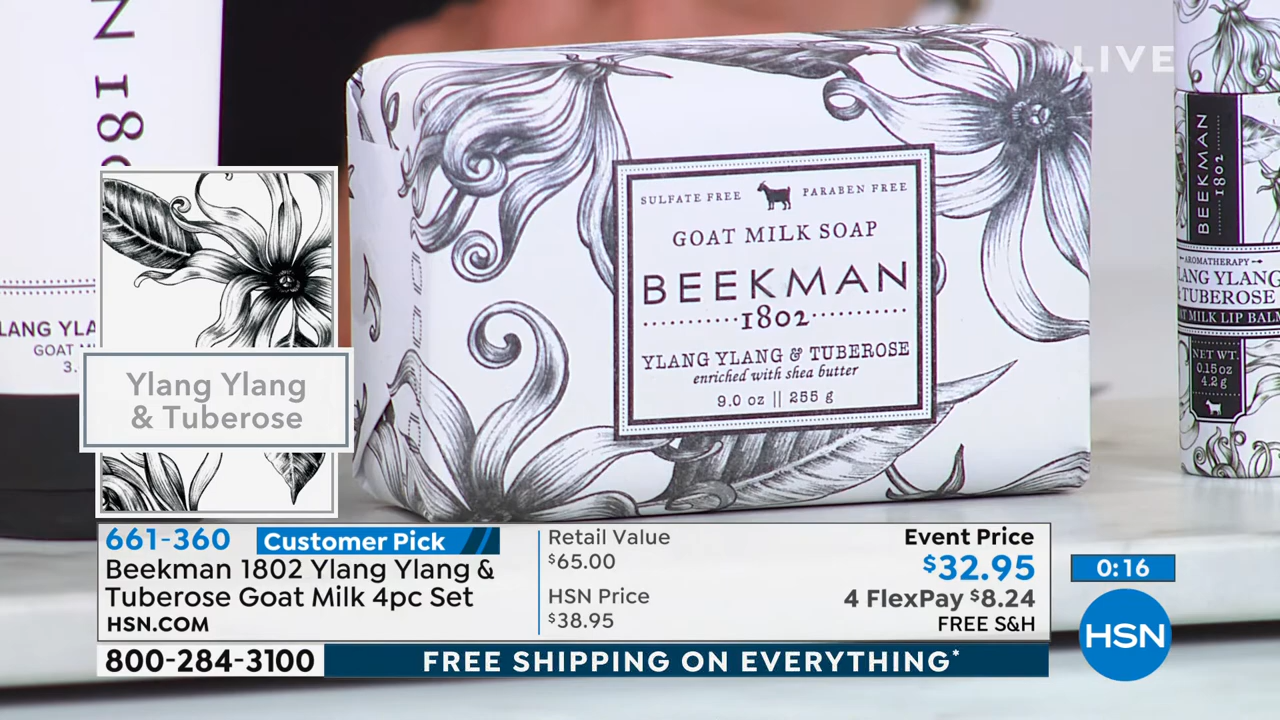 LIVE
N 1802
LANG YLA
GOAT M
3.
Ylang Ylang
& Tuberose
SULFATE FREE PARABEN FREE
GOAT MILK SOAP
BEEKMAN
1802
YLANG YLANG & TUBEROSE
enriched with shea butter
9.0 oz || 255 g
BEEKMAN
1802
AROMATHERAPY
LANG YLANG
& TUBEROSE
AT MILK LIP BALM
NET WT.
0.15 oz
4.2 g
661-360 Customer Pick
Beekman 1802 Ylang Ylang &
Tuberose Goat Milk 4pc Set
HSN.COM
Retail Value
$65.00
HSN Price
$38.95
Event Price
$32.95
4 FlexPay $8.24
FREE S&H
0:16
HSN
800-284-3100 FREE SHIPPING ON EVERYTHING*